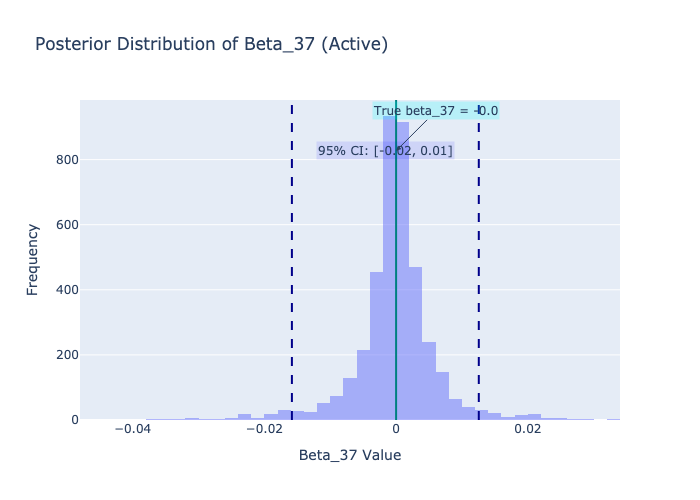 Posterior Distribution of Beta_37 (Active)
True beta_37 = -0.0
95% CI: [-0.02, 0.01]
Frequency
800
600
400
200
0
−0.04
−0.02
0
0.02
Beta_37 Value